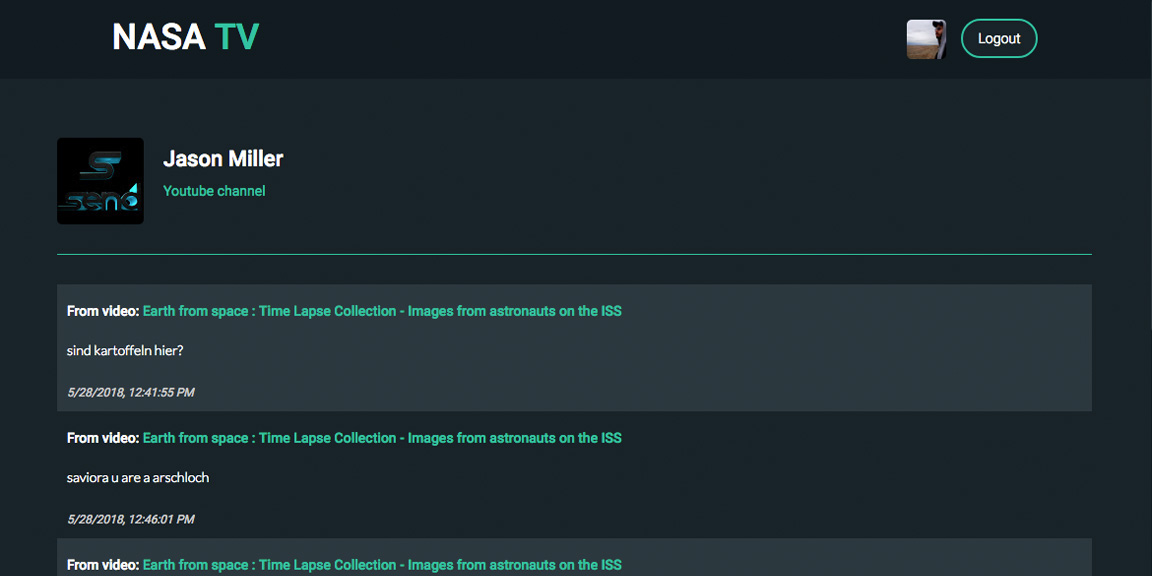 NASA TV
Logout
S
send
Jason Miller
Youtube channel
From video: Earth from space : Time Lapse Collection - Images from astronauts on the ISS
sind kartoffeln hier?
5/28/2018, 12:41:55 PM
From video: Earth from space : Time Lapse Collection - Images from astronauts on the ISS
saviora u are a arschloch
5/28/2018, 12:46:01 PM
From video: Earth from space : Time Lapse Collection - Images from astronauts on the ISS